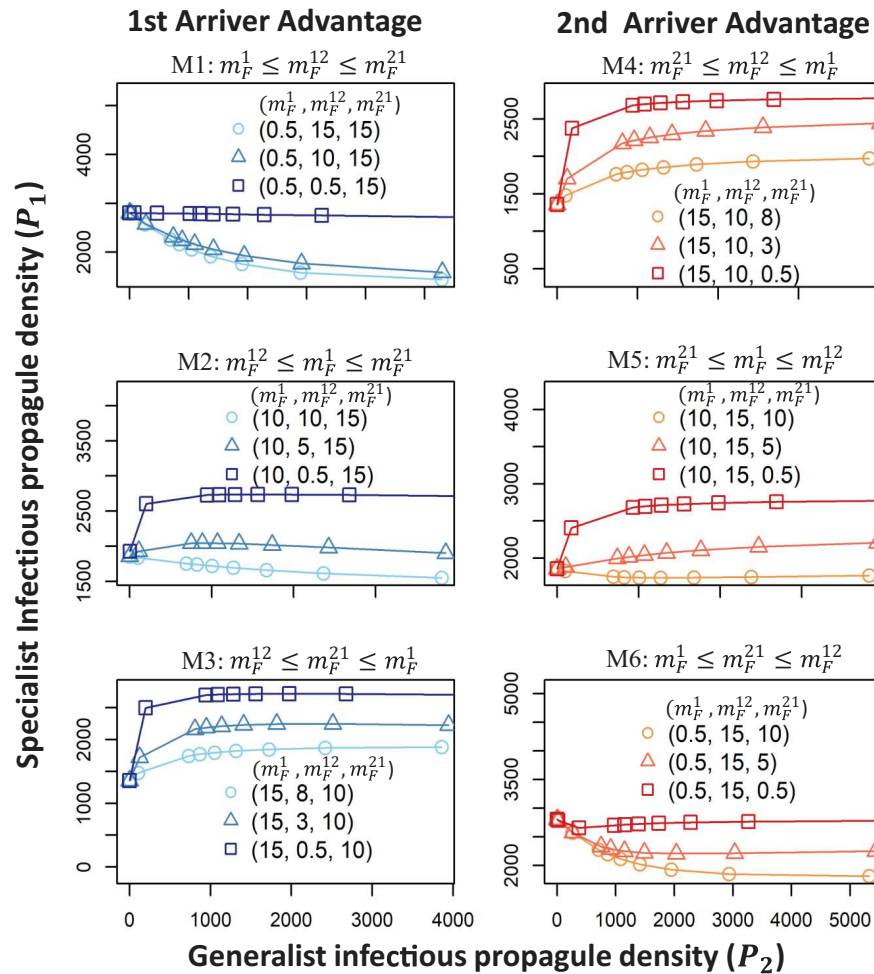 1st Arriver Advantage
2nd Arriver Advantage
Specialist Infectious propagule density (P₁)
M1: m_F^1 ≤ m_F^12 ≤ m_F^21
(m_F^1, m_F^12, m_F^21)
(0.5, 15, 15)
(0.5, 10, 15)
(0.5, 0.5, 15)
4000
2000
M4: m_F^21 ≤ m_F^12 ≤ m_F^1
(m_F^1, m_F^12, m_F^21)
(15, 10, 8)
(15, 10, 3)
(15, 10, 0.5)
2500
1500
500
M2: m_F^12 ≤ m_F^1 ≤ m_F^21
(m_F^1, m_F^12, m_F^21)
(10, 10, 15)
(10, 5, 15)
(10, 0.5, 15)
3500
2500
1500
M5: m_F^21 ≤ m_F^1 ≤ m_F^12
(m_F^1, m_F^12, m_F^21)
(10, 15, 10)
(10, 15, 5)
(10, 15, 0.5)
4000
3000
2000
M3: m_F^12 ≤ m_F^21 ≤ m_F^1
(m_F^1, m_F^12, m_F^21)
(15, 8, 10)
(15, 3, 10)
(15, 0.5, 10)
2000
1000
0
0 1000 2000 3000 4000
M6: m_F^1 ≤ m_F^21 ≤ m_F^12
(m_F^1, m_F^12, m_F^21)
(0.5, 15, 10)
(0.5, 15, 5)
(0.5, 15, 0.5)
5000
3500
2000
0 1000 2000 3000 4000 5000
Generalist infectious propagule density (P₂)